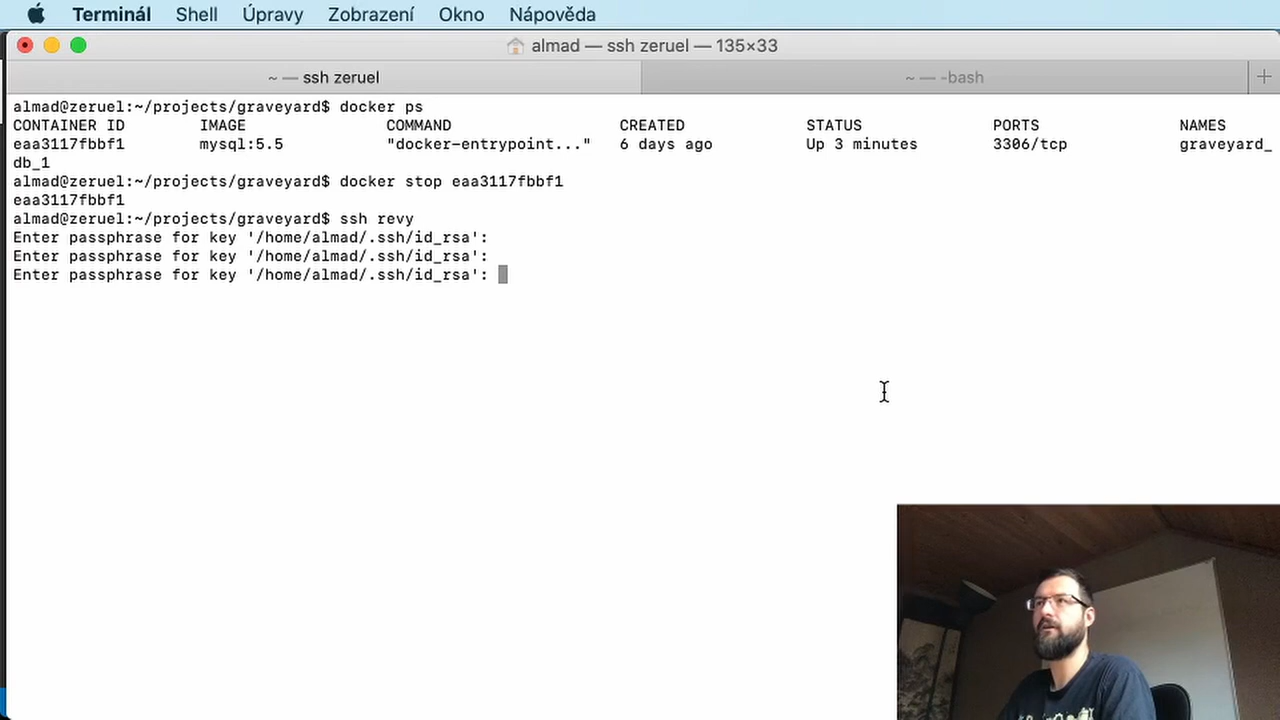 Terminál Shell Úpravy Zobrazení Okno Nápověda
almad — ssh zeruel — 135×33
~ — ssh zeruel
~ — -bash
almad@zeruel:~/projects/graveyard$ docker ps
CONTAINER ID IMAGE COMMAND CREATED STATUS PORTS NAMES
eaa3117fbbf1 mysql:5.5 "docker-entrypoint..." 6 days ago Up 3 minutes 3306/tcp graveyard_
db_1
almad@zeruel:~/projects/graveyard$ docker stop eaa3117fbbf1
eaa3117fbbf1
almad@zeruel:~/projects/graveyard$ ssh revy
Enter passphrase for key '/home/almad/.ssh/id_rsa':
Enter passphrase for key '/home/almad/.ssh/id_rsa':
Enter passphrase for key '/home/almad/.ssh/id_rsa':